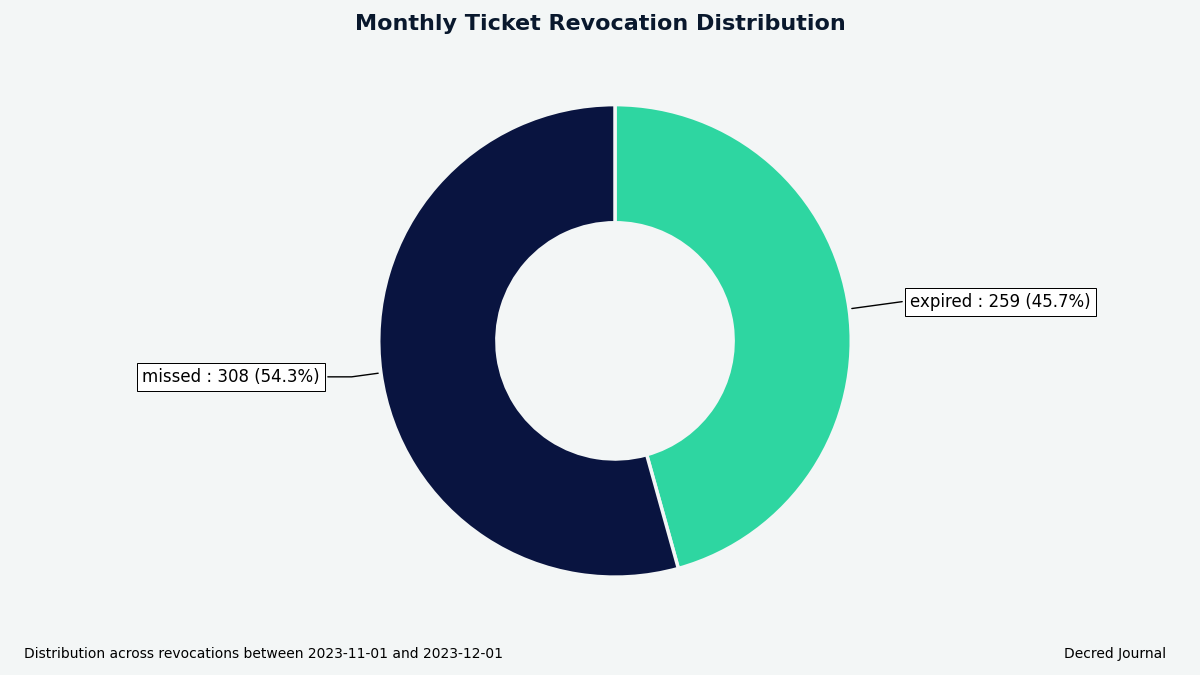 Monthly Ticket Revocation Distribution
expired : 259 (45.7%)
missed : 308 (54.3%)
Distribution across revocations between 2023-11-01 and 2023-12-01
Decred Journal